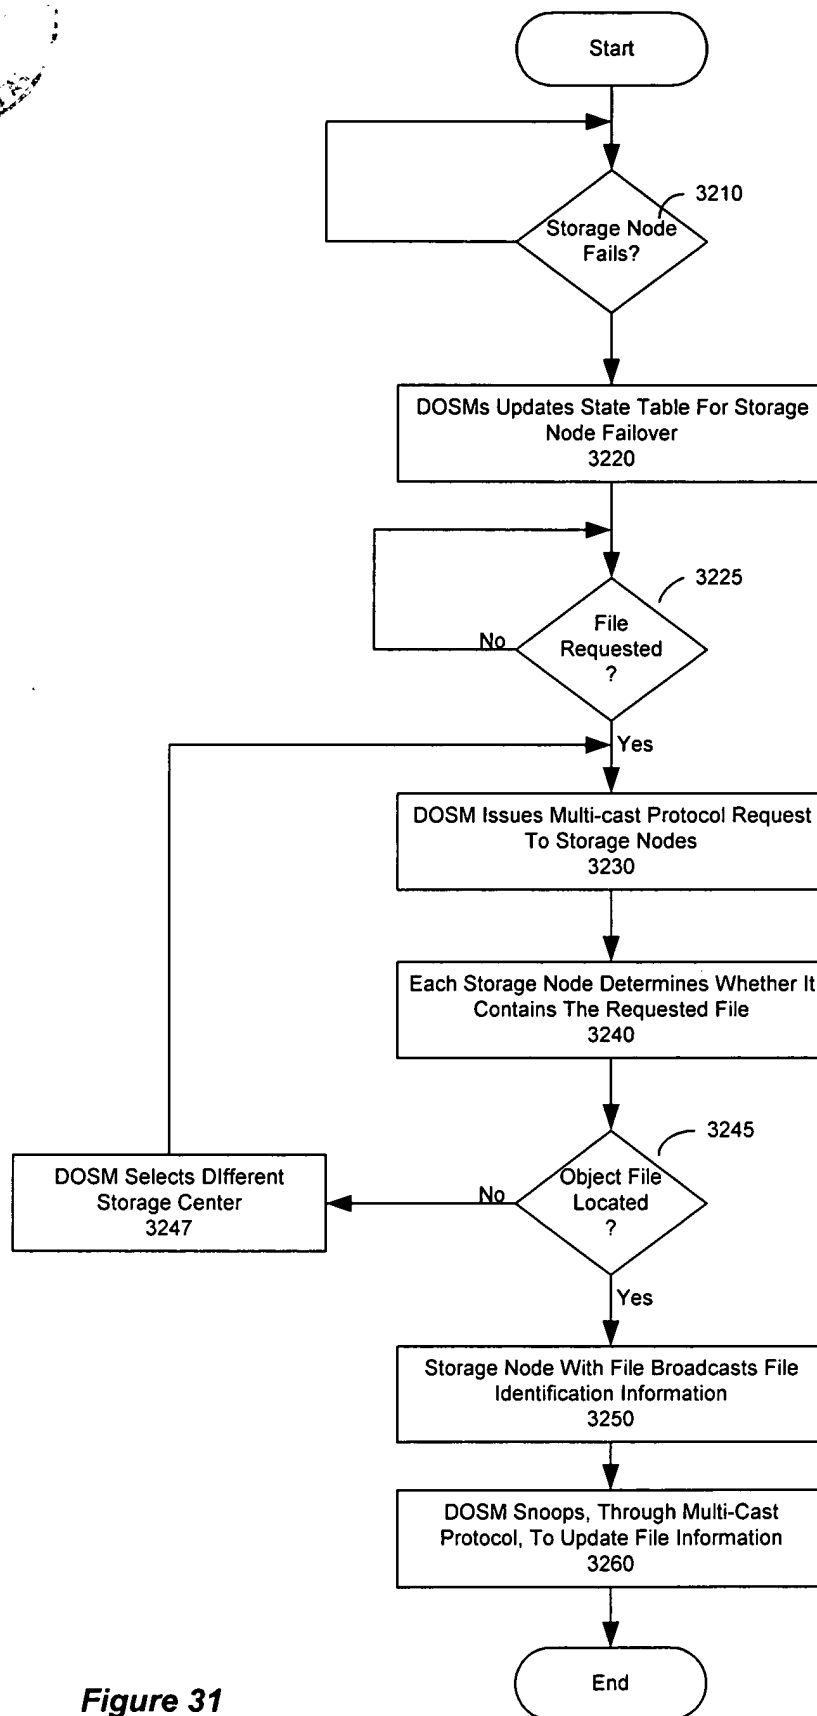 Start
3210
Storage Node
Fails?
DOSMs Updates State Table For Storage
Node Failover
3220
3225
File
Requested
?
No
Yes
DOSM Issues Multi-cast Protocol Request
To Storage Nodes
3230
Each Storage Node Determines Whether It
Contains The Requested File
3240
3245
Object File
Located
?
No
DOSM Selects DIfferent
Storage Center
3247
Yes
Storage Node With File Broadcasts File
Identification Information
3250
DOSM Snoops, Through Multi-Cast
Protocol, To Update File Information
3260
End
Figure 31